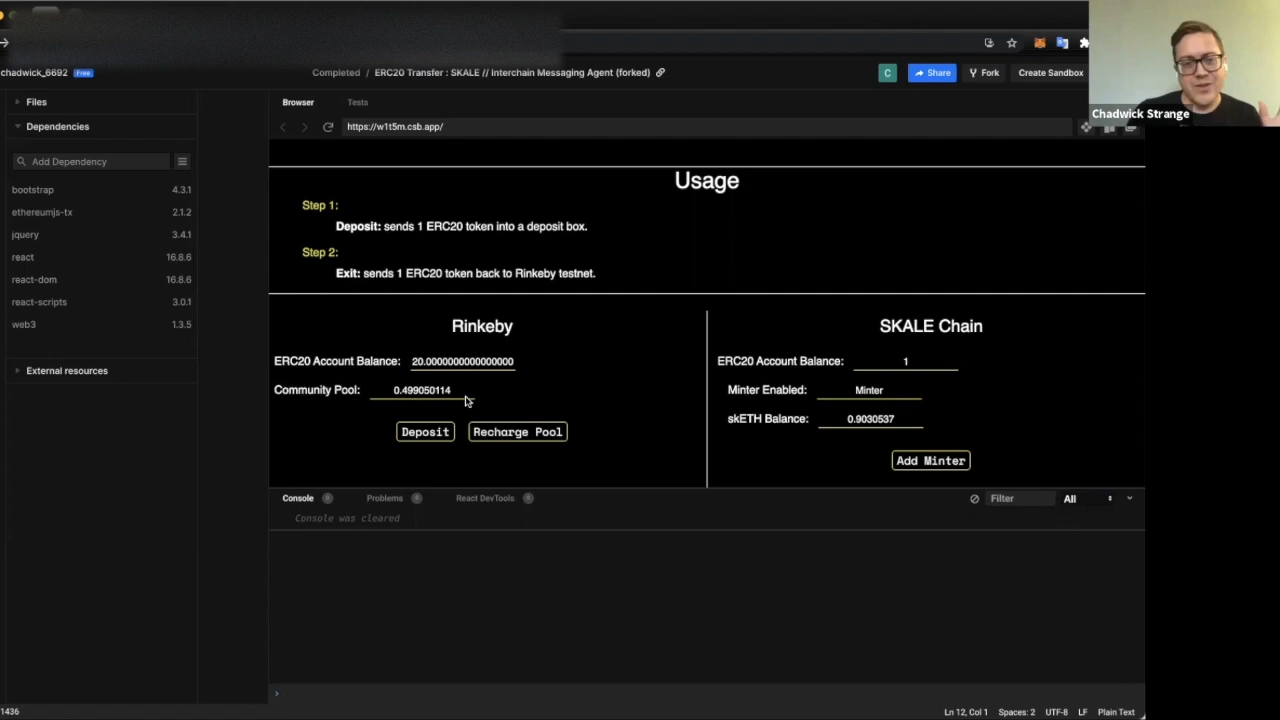 chadwick_6692 Free
Completed / ERC20 Transfer : SKALE // Interchain Messaging Agent (forked)
C Share Fork Create Sandbox
Chadwick Strange
Files
Dependencies
Add Dependency
bootstrap 4.3.1
ethereumjs-tx 2.1.2
jquery 3.4.1
react 16.8.6
react-dom 16.8.6
react-scripts 3.0.1
web3 1.3.5
External resources
Browser Tests
https://w1t5m.csb.app/
Usage
Step 1:
Deposit: sends 1 ERC20 token into a deposit box.
Step 2:
Exit: sends 1 ERC20 token back to Rinkeby testnet.
Rinkeby
ERC20 Account Balance: 20.0000000000000000
Community Pool: 0.499050114
Deposit Recharge Pool
SKALE Chain
ERC20 Account Balance: 1
Minter Enabled: Minter
skETH Balance: 0.9030537
Add Minter
Console 0 Problems 0 React DevTools 0 Filter All
Console was cleared
1436 Ln 12, Col 1 Spaces: 2 UTF-8 LF Plain Text